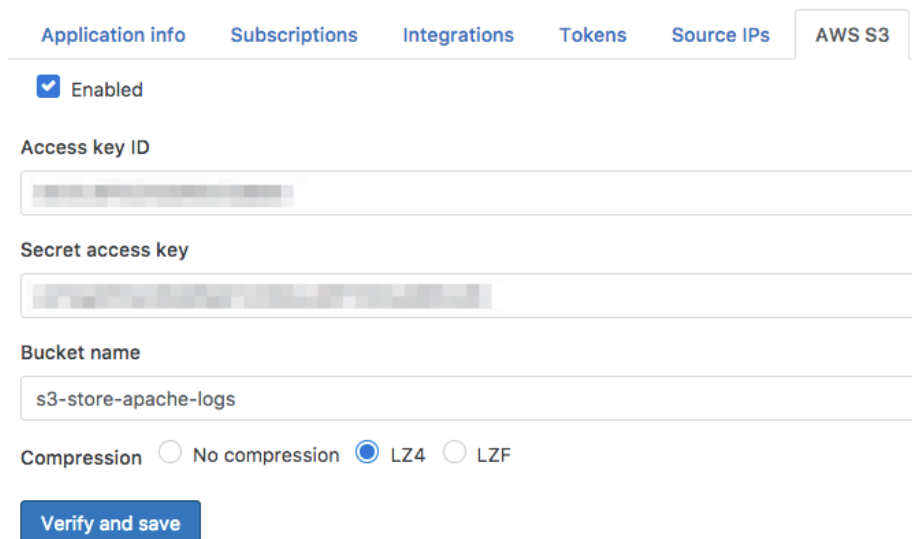 Application info Subscriptions Integrations Tokens Source IPs AWS S3
Enabled
Access key ID
Secret access key
Bucket name
s3-store-apache-logs
Compression No compression LZ4 LZF
Verify and save